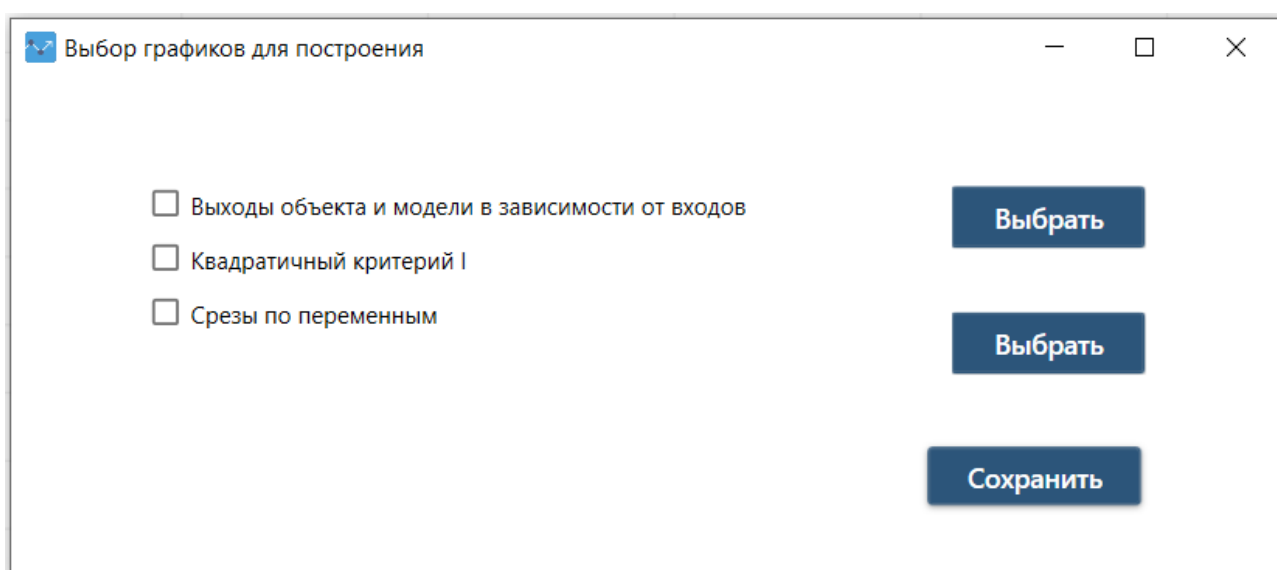 Выбор графиков для построения
Выходы объекта и модели в зависимости от входов
Выбрать
Квадратичный критерий I
Срезы по переменным
Выбрать
Сохранить